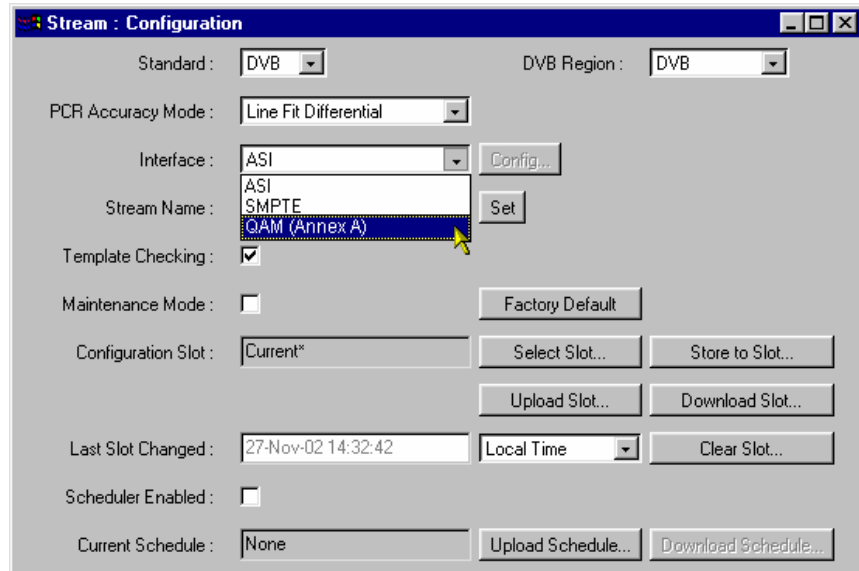 Stream : Configuration
Standard : DVB DVB Region : DVB
PCR Accuracy Mode : Line Fit Differential
Interface : ASI Config...
ASI
SMPTE
QAM (Annex A)
Stream Name : Set
Template Checking :
Maintenance Mode : Factory Default
Configuration Slot : Current* Select Slot... Store to Slot...
Upload Slot... Download Slot...
Last Slot Changed : 27-Nov-02 14:32:42 Local Time Clear Slot...
Scheduler Enabled :
Current Schedule : None Upload Schedule... Download Schedule...